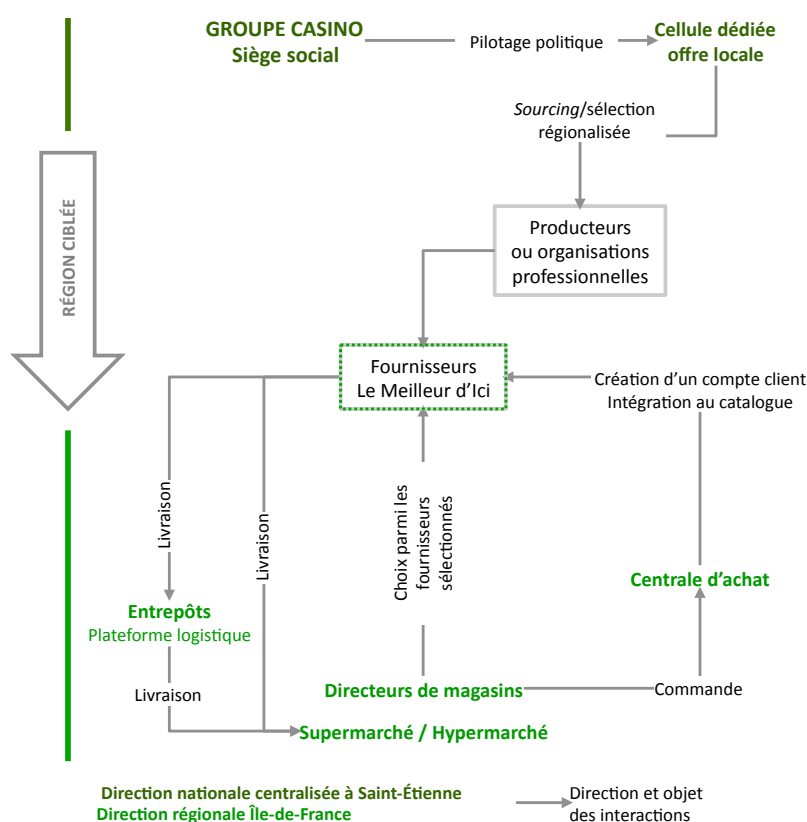 GROUPE CASINO
Siège social
Pilotage politique
Cellule dédiée
offre locale
Sourcing/sélection
régionalisée
RÉGION CIBLÉE
Producteurs
ou organisations
professionnelles
Fournisseurs
Le Meilleur d'Ici
Création d'un compte client
Intégration au catalogue
Livraison
Livraison
Choix parmi les
fournisseurs
sélectionnés
Centrale d'achat
Entrepôts
Plateforme logistique
Livraison
Directeurs de magasins
Commande
Supermarché / Hypermarché
Direction nationale centralisée à Saint-Étienne
Direction régionale Île-de-France
Direction et objet
des interactions